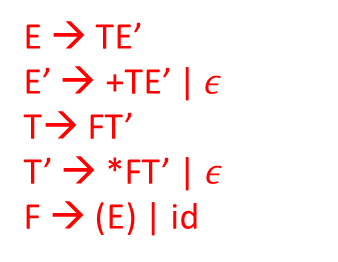 E → TE’
E’ → +TE’ | ϵ
T→ FT’
T’ → *FT’ | ϵ
F → (E) | id